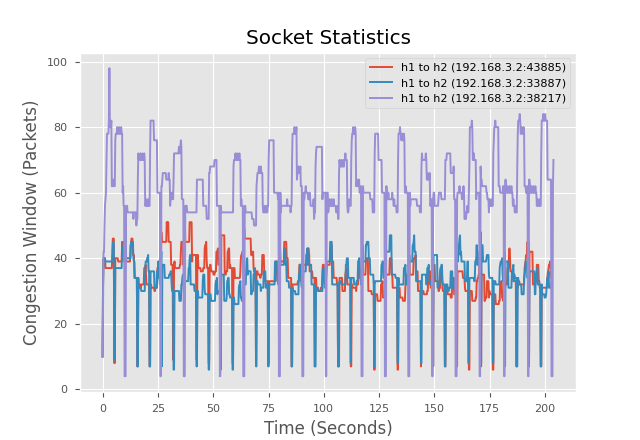 Socket Statistics
h1 to h2 (192.168.3.2:43885)
h1 to h2 (192.168.3.2:33887)
h1 to h2 (192.168.3.2:38217)
Congestion Window (Packets)
100
80
60
40
20
0
0 25 50 75 100 125 150 175 200
Time (Seconds)